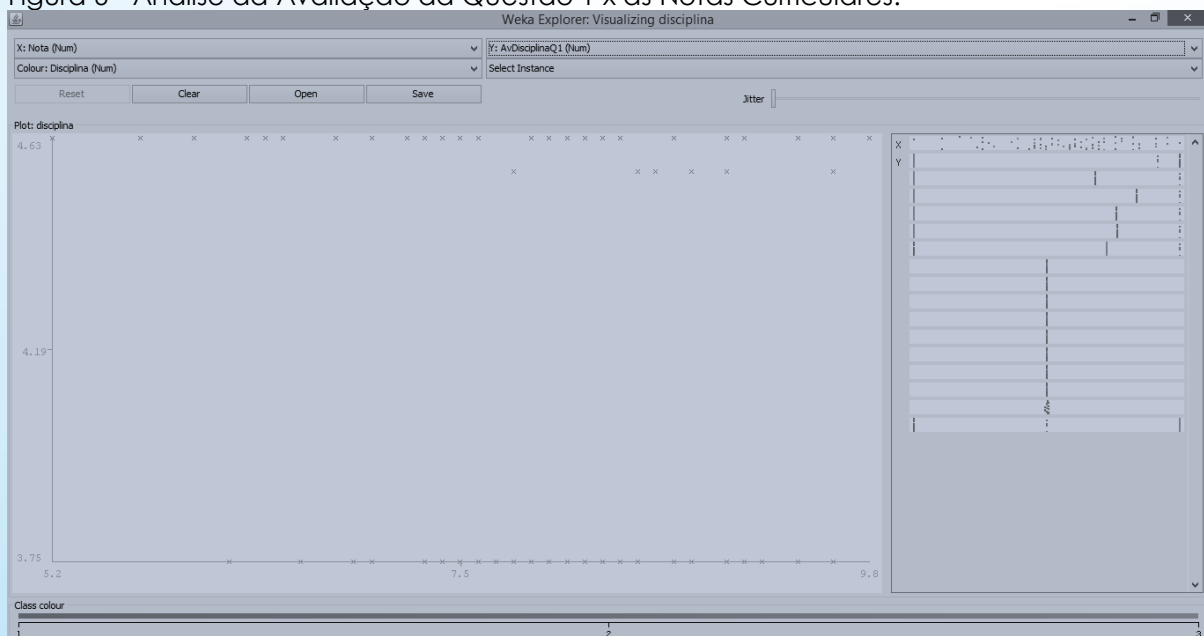 Figura 8 - Análise da Avaliação da Questão 1 x as Notas Curriculares.
Weka Explorer: Visualizing disciplina
X: Nota (Num)
Y: AvDisciplinaQ1 (Num)
Colour: Disciplina (Num)
Select Instance
Reset Clear Open Save
Jitter
Plot: disciplina
4.63
4.19
3.75
5.2 7.5 9.8
X
Y
Class colour
1 2 3